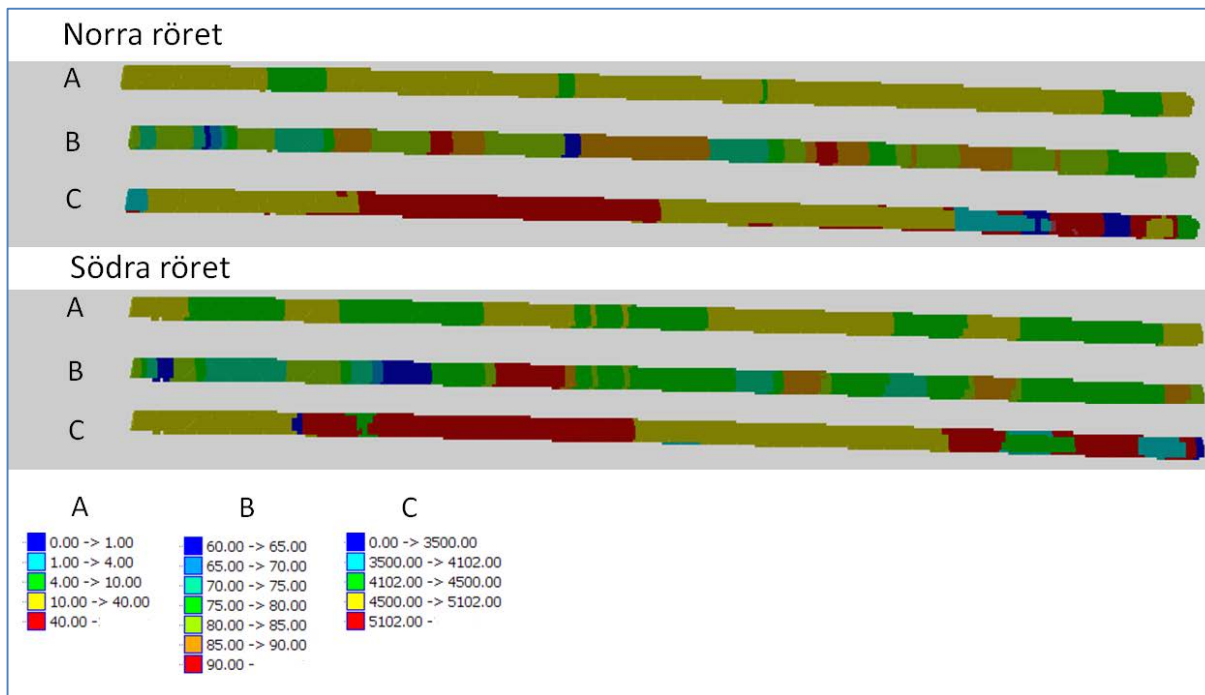 Norra röret
A
B
C
Södra röret
A
B
C
A
0.00 -> 1.00
1.00 -> 4.00
4.00 -> 10.00
10.00 -> 40.00
40.00 -
B
60.00 -> 65.00
65.00 -> 70.00
70.00 -> 75.00
75.00 -> 80.00
80.00 -> 85.00
85.00 -> 90.00
90.00 -
C
0.00 -> 3500.00
3500.00 -> 4102.00
4102.00 -> 4500.00
4500.00 -> 5102.00
5102.00 -